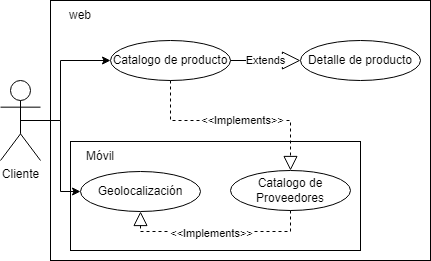 web
Catalogo de producto
Extends
Detalle de producto
<<Implements>>
Cliente
Móvil
Geolocalización
Catalogo de
Proveedores
<<Implements>>